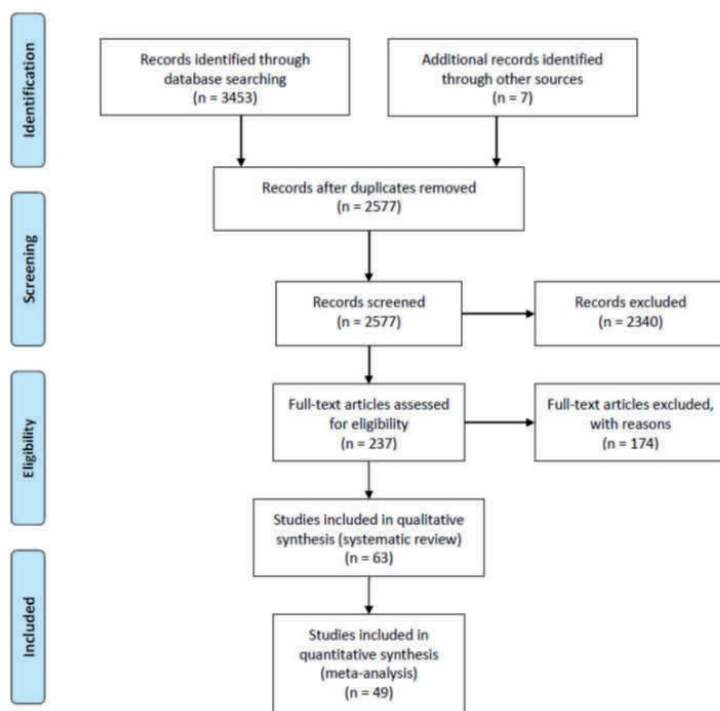 Identification
Records identified through
database searching
(n = 3453)
Additional records identified
through other sources
(n = 7)
Records after duplicates removed
(n = 2577)
Screening
Records screened
(n = 2577)
Records excluded
(n = 2340)
Eligibility
Full-text articles assessed
for eligibility
(n = 237)
Full-text articles excluded,
with reasons
(n = 174)
Studies included in qualitative
synthesis (systematic review)
(n = 63)
Included
Studies included in
quantitative synthesis
(meta-analysis)
(n = 49)